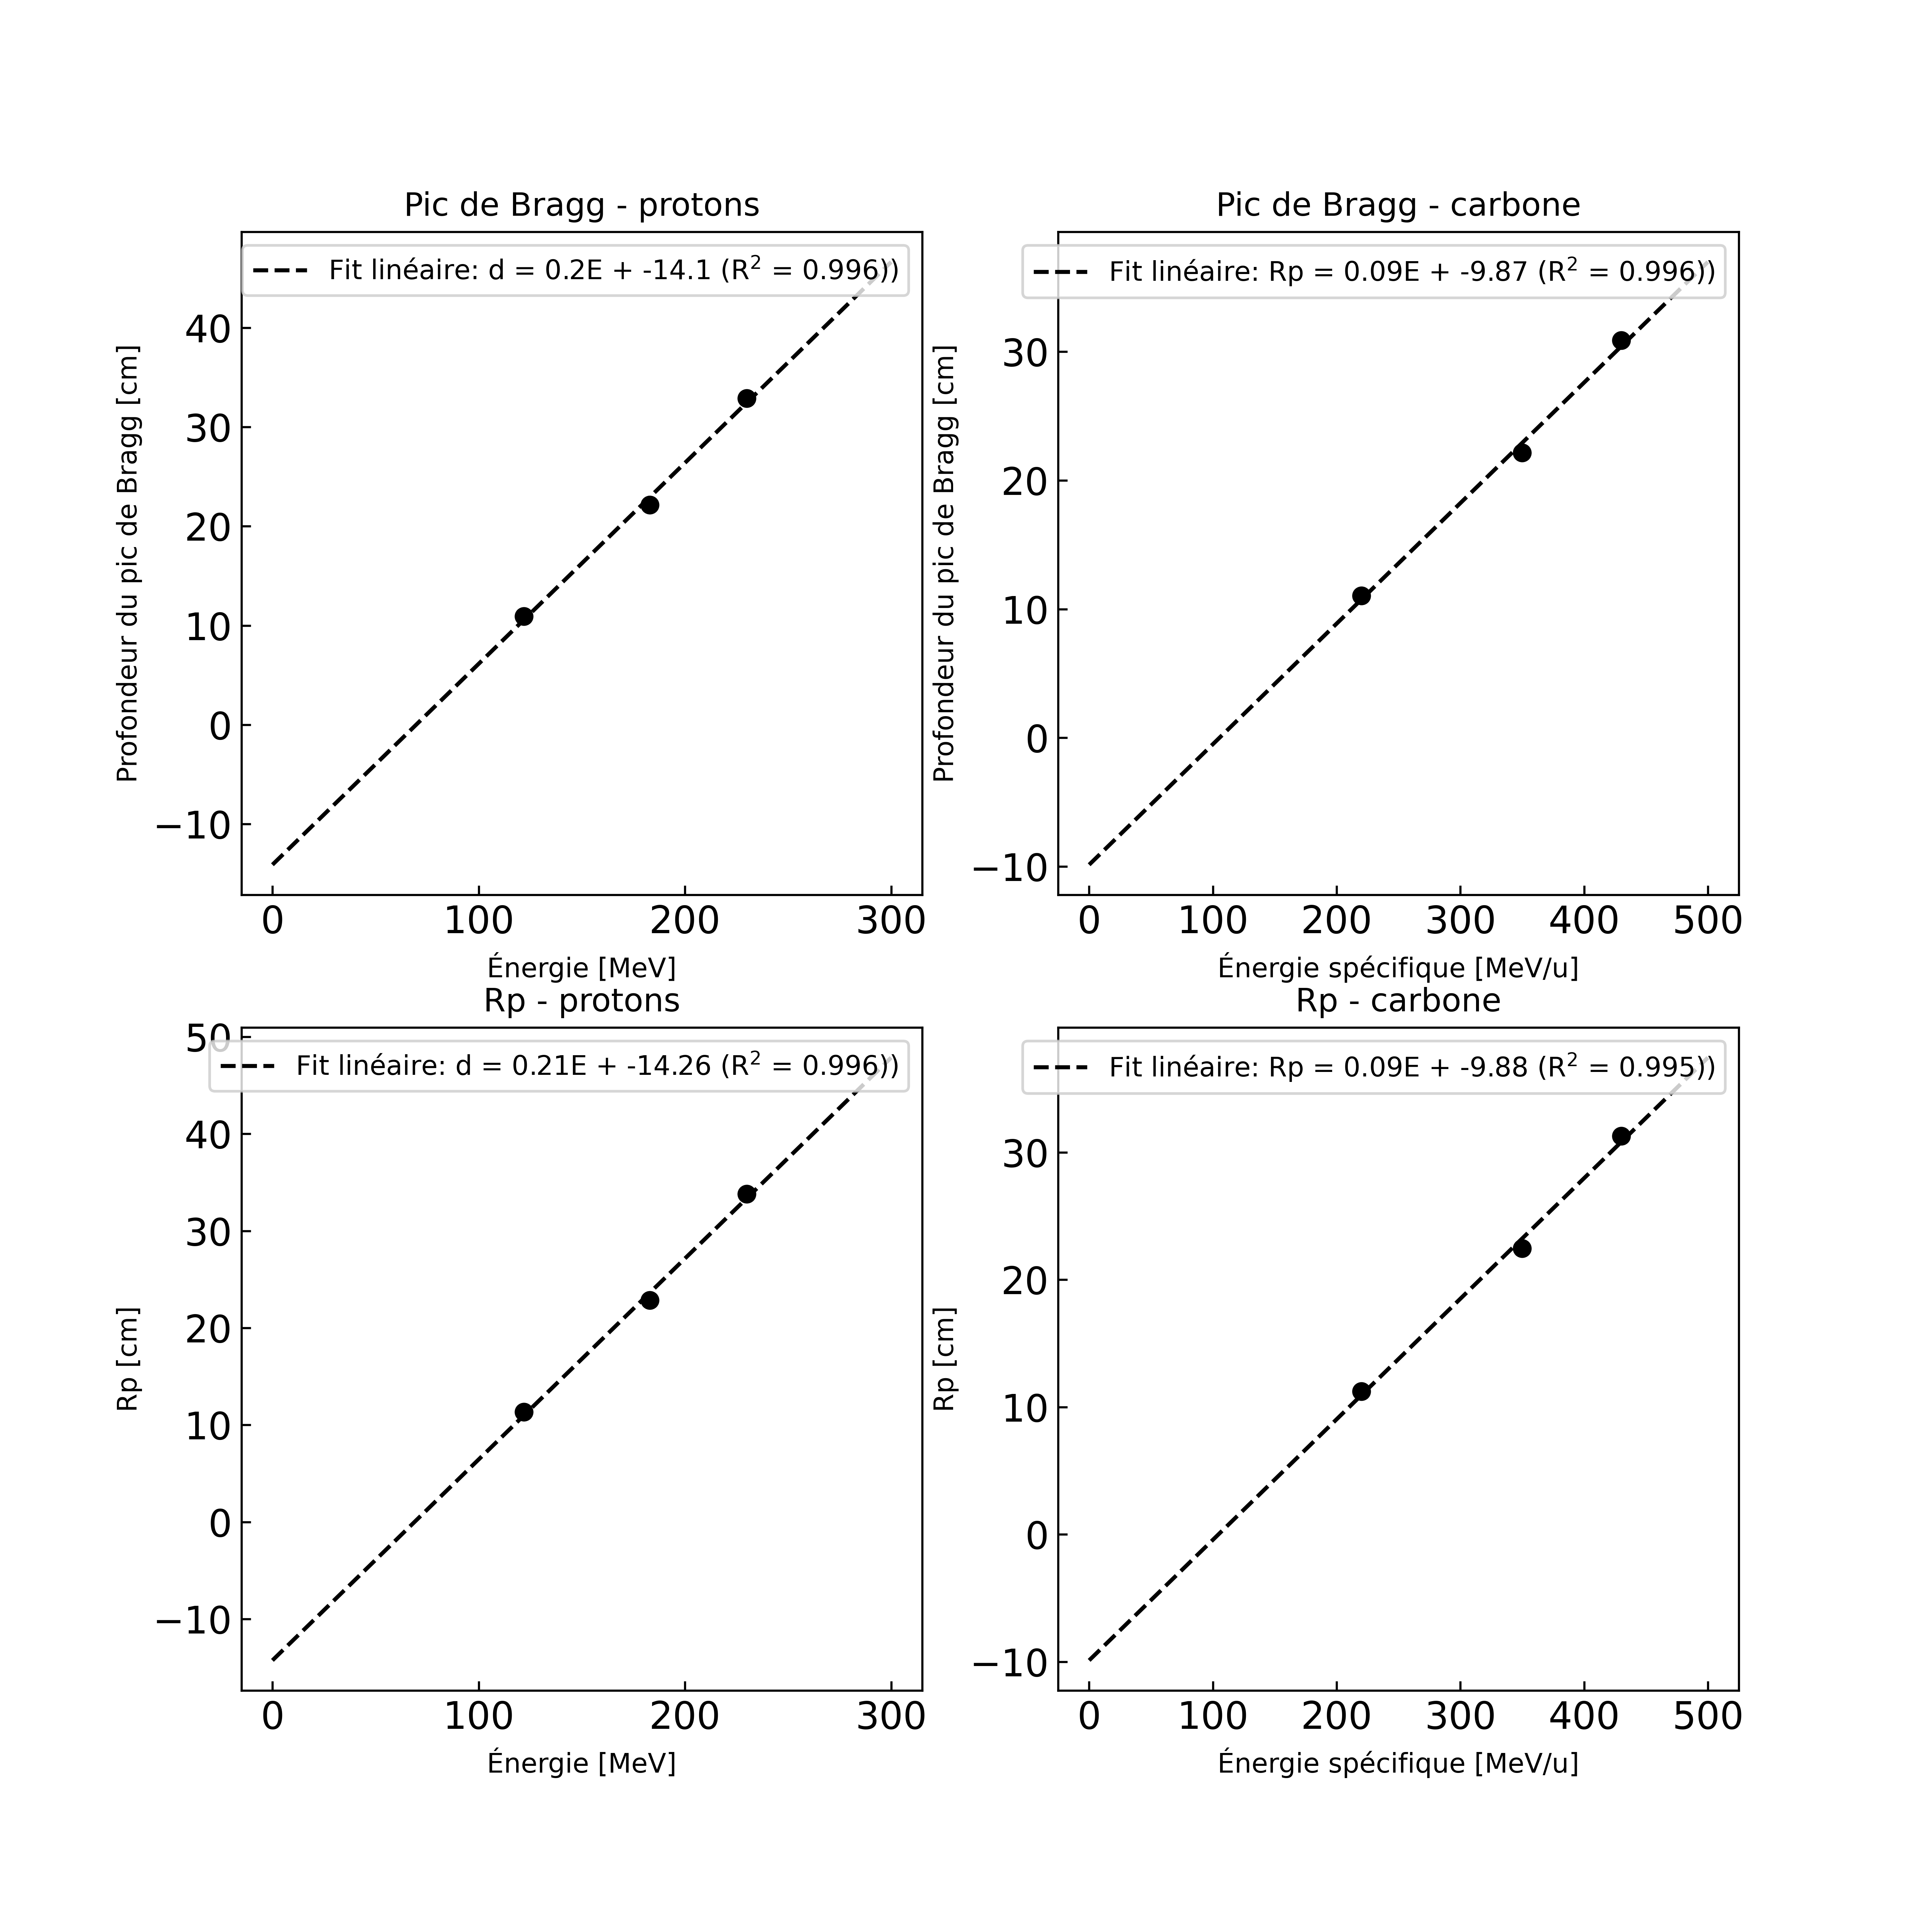 Pic de Bragg - protons
Fit linéaire: d = 0.2E + -14.1 (R² = 0.996))
Profondeur du pic de Bragg [cm]
40
30
20
10
0
−10
0 100 200 300
Énergie [MeV]
Pic de Bragg - carbone
Fit linéaire: Rp = 0.09E + -9.87 (R² = 0.996))
Profondeur du pic de Bragg [cm]
30
20
10
0
−10
0 100 200 300 400 500
Énergie spécifique [MeV/u]
Rp - protons
Fit linéaire: d = 0.21E + -14.26 (R² = 0.996))
Rp [cm]
50
40
30
20
10
0
−10
0 100 200 300
Énergie [MeV]
Rp - carbone
Fit linéaire: Rp = 0.09E + -9.88 (R² = 0.995))
Rp [cm]
30
20
10
0
−10
0 100 200 300 400 500
Énergie spécifique [MeV/u]